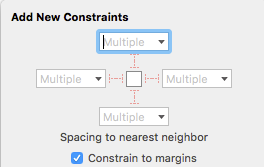 Add New Constraints
Multiple
Multiple Multiple
Multiple
Spacing to nearest neighbor
Constrain to margins